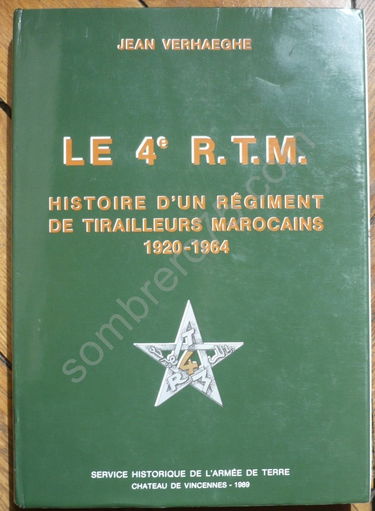 JEAN VERHAEGHE
LE 4e R.T.M.
HISTOIRE D'UN RÉGIMENT
DE TIRAILLEURS MAROCAINS
1920-1964
4
R
T
M
SERVICE HISTORIQUE DE L'ARMÉE DE TERRE
CHATEAU DE VINCENNES - 1989